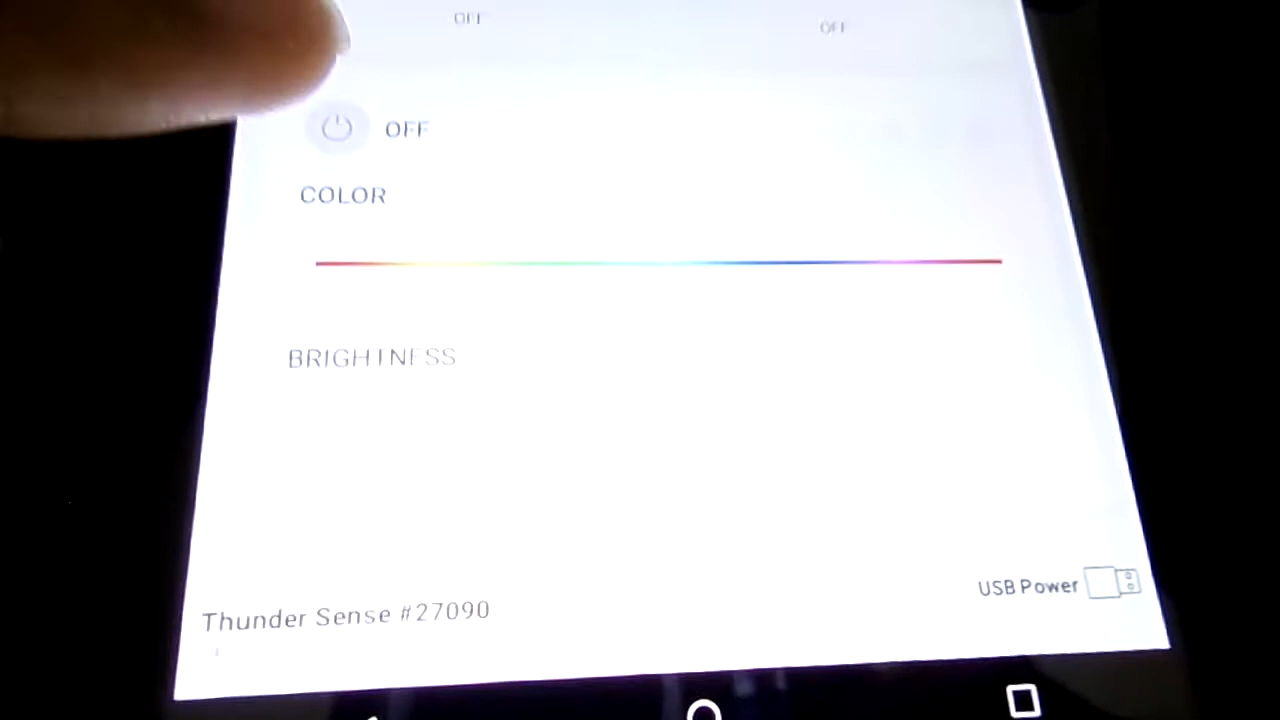 OFF OFF
OFF
COLOR
BRIGHTNESS
USB Power
Thunder Sense #27090